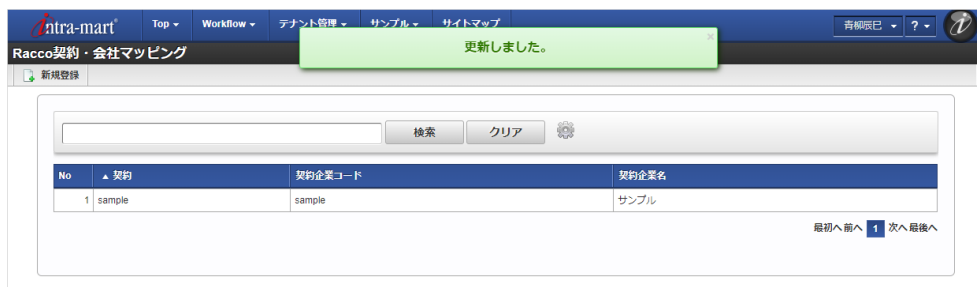 intra-mart Top Workflow テナント管理 サンプル サイトマップ 青柳辰巳 ?
更新しました。 ×
Racco契約・会社マッピング
新規登録
検索 クリア
No ▲ 契約 契約企業コード 契約企業名
1 sample sample サンプル
最初へ 前へ 1 次へ 最後へ